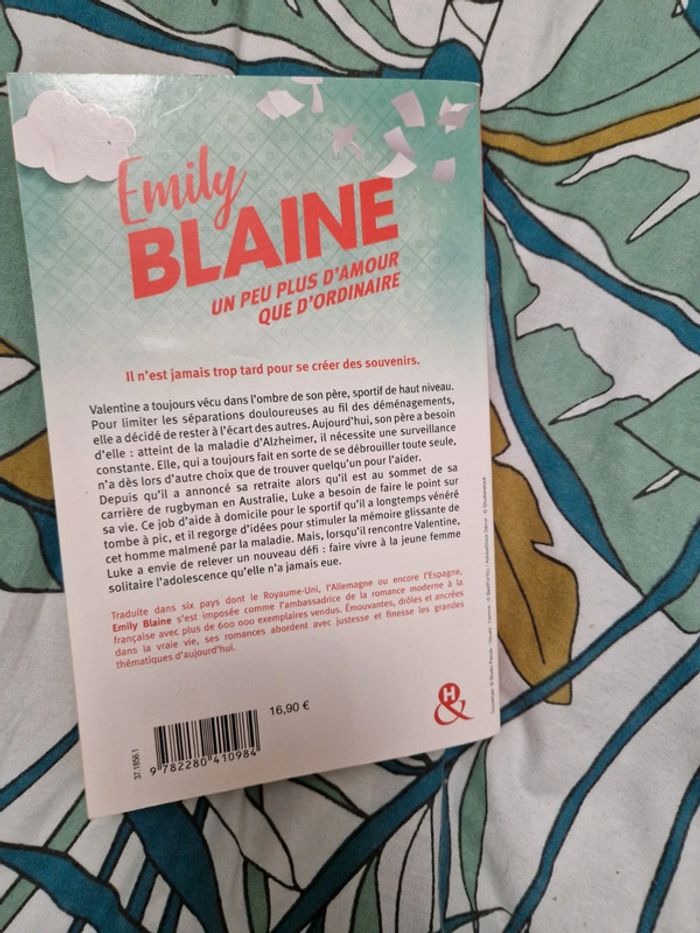 Emily
BLAINE
UN PEU PLUS D'AMOUR
QUE D'ORDINAIRE
Il n'est jamais trop tard pour se créer des souvenirs.
Valentine a toujours vécu dans l'ombre de son père, sportif de haut niveau.
Pour limiter les séparations douloureuses au fil des déménagements,
elle a décidé de rester à l'écart des autres. Aujourd'hui, son père a besoin
d'elle : atteint de la maladie d'Alzheimer, il nécessite une surveillance
constante. Elle, qui a toujours fait en sorte de se débrouiller toute seule,
n'a dès lors d'autre choix que de trouver quelqu'un pour l'aider.
Depuis qu'il a annoncé sa retraite alors qu'il est au sommet de sa
carrière de rugbyman en Australie, Luke a besoin de faire le point sur
sa vie. Ce job d'aide à domicile pour le sportif qu'il a longtemps vénéré
tombe à pic, et il regorge d'idées pour stimuler la mémoire glissante de
cet homme malmené par la maladie. Mais, lorsqu'il rencontre Valentine,
Luke a envie de relever un nouveau défi : faire vivre à la jeune femme
solitaire l'adolescence qu'elle n'a jamais eue.
Traduite dans six pays dont le Royaume-Uni, l'Allemagne ou encore l'Espagne,
Emily Blaine s'est imposée comme l'ambassadrice de la romance moderne à la
française avec plus de 600 000 exemplaires vendus. Émouvantes, drôles et ancrées
dans la vraie vie, ses romances abordent avec justesse et finesse les grandes
thématiques d'aujourd'hui.
16,90 €
37.1856.1
9 782280 410984
H
&